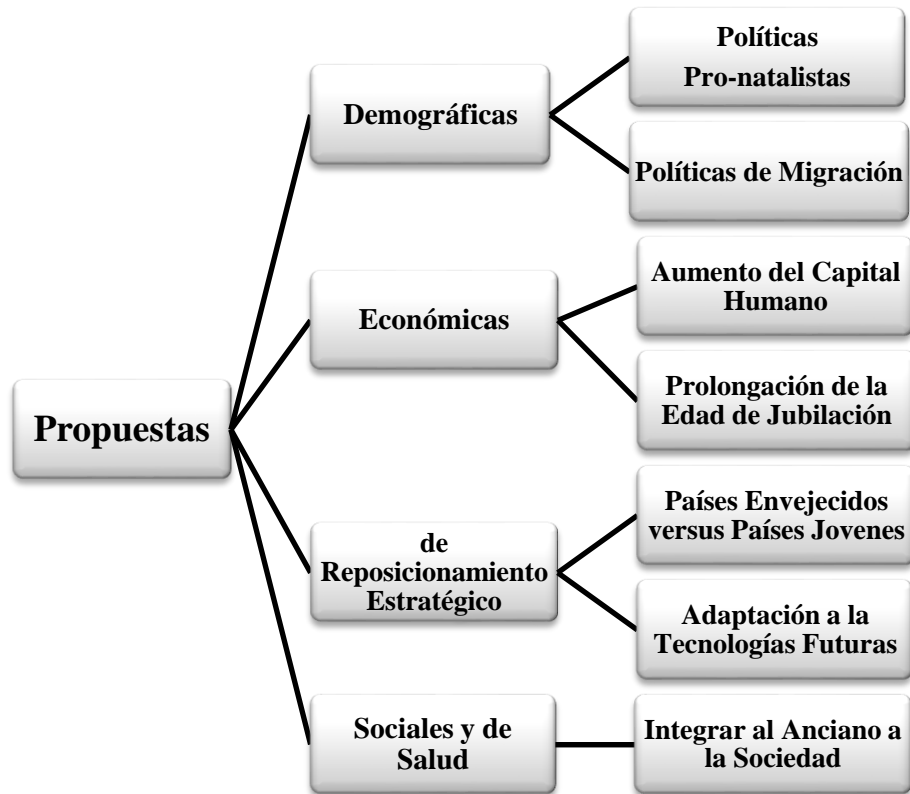 Propuestas
Demográficas
Políticas
Pro-natalistas
Políticas de Migración
Económicas
Aumento del Capital
Humano
Prolongación de la
Edad de Jubilación
de
Reposicionamiento
Estratégico
Países Envejecidos
versus Países Jovenes
Adaptación a la
Tecnologías Futuras
Sociales y de
Salud
Integrar al Anciano a
la Sociedad